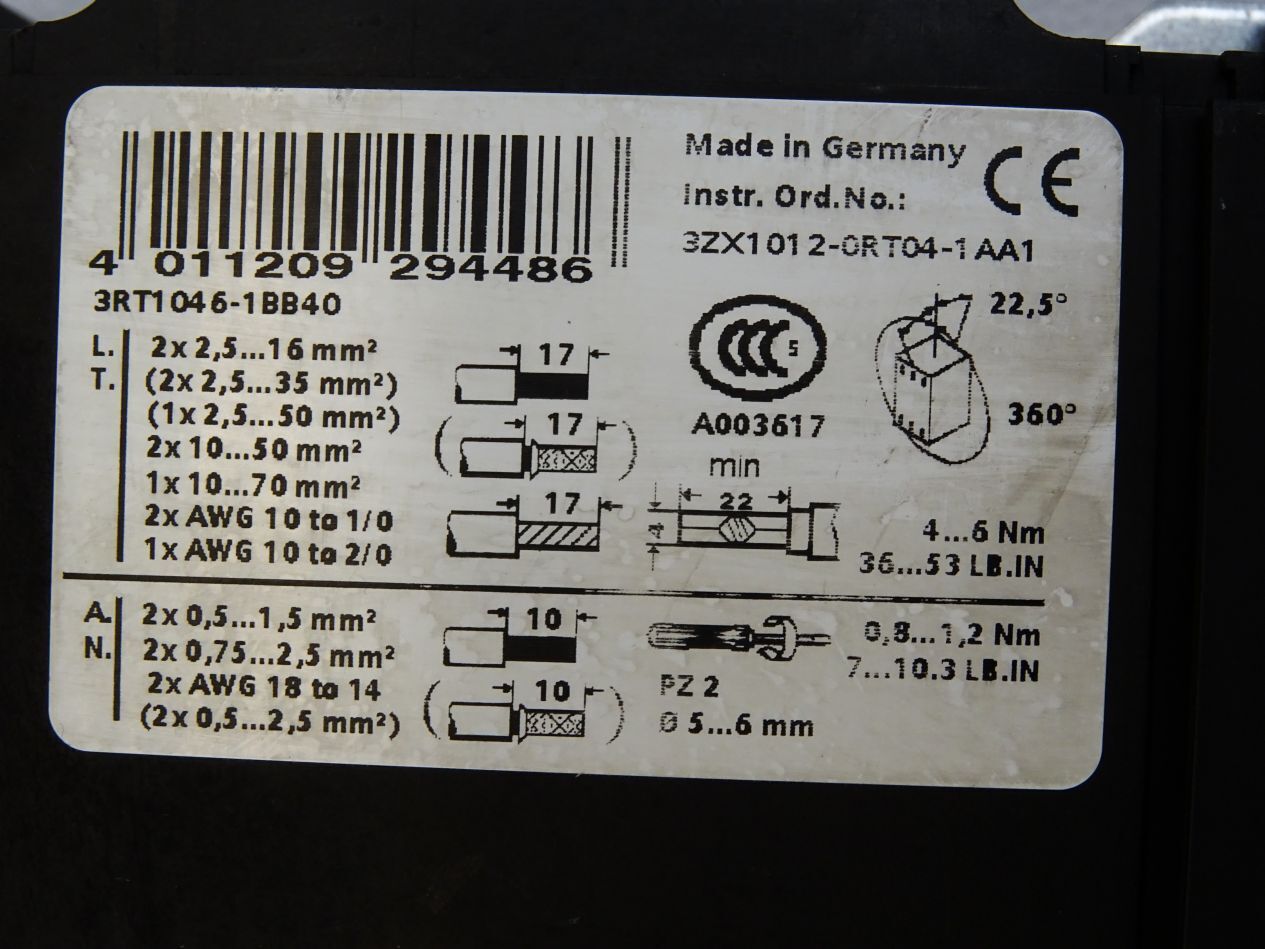 Made in Germany CE
Instr. Ord.No.:
3ZX1012-0RT04-1AA1
4 011209 294486
3RT1046-1BB40
L. 2x 2,5...16 mm² 17
T. (2x 2,5...35 mm²)
(1x 2,5...50 mm²) 17
2x 10...50 mm²
1x 10...70 mm² 17
2x AWG 10 to 1/0
1x AWG 10 to 2/0
CCC S
A003617
22,5°
360°
min
22
4
4...6 Nm
36...53 LB.IN
A. 2x 0,5...1,5 mm² 10
N. 2x 0,75...2,5 mm²
2x AWG 18 to 14 10
(2x 0,5...2,5 mm²)
PZ 2
Ø 5...6 mm
0,8...1,2 Nm
7...10.3 LB.IN